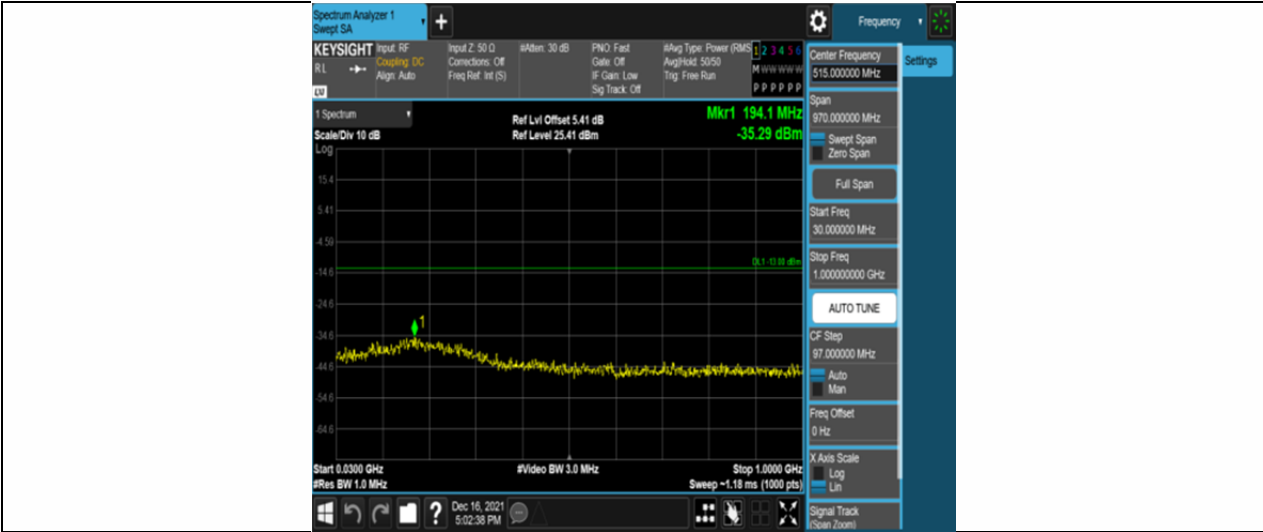 Spectrum Analyzer 1
Swept SA
+
Frequency
KEYSIGHT
Input: RF
Coupling: DC
Align: Auto
RL
LV
Input Z: 50 Ω
Corrections: Off
Freq Ref: Int (S)
#Atten: 30 dB
PNO: Fast
Gate: Off
IF Gain: Low
Sig Track: Off
#Avg Type: Power (RMS
Avg|Hold: 50/50
Trig: Free Run
1 2 3 4 5 6
M W W W W W
P P P P P P
Center Frequency
515.000000 MHz
Settings
Span
970.000000 MHz
Swept Span
Zero Span
Full Span
Start Freq
30.000000 MHz
Stop Freq
1.000000000 GHz
AUTO TUNE
CF Step
97.000000 MHz
Auto
Man
Freq Offset
0 Hz
X Axis Scale
Log
Lin
Signal Track
(Span Zoom)
1 Spectrum
Scale/Div 10 dB
Log
Ref Lvl Offset 5.41 dB
Ref Level 25.41 dBm
Mkr1 194.1 MHz
-35.29 dBm
15.4
5.41
-4.59
-14.6
-24.6
-34.6
-44.6
-54.6
-64.6
DL1 -13.00 dBm
1
Start 0.0300 GHz
#Res BW 1.0 MHz
#Video BW 3.0 MHz
Stop 1.0000 GHz
Sweep ~1.18 ms (1000 pts)
?
Dec 16, 2021
5:02:38 PM